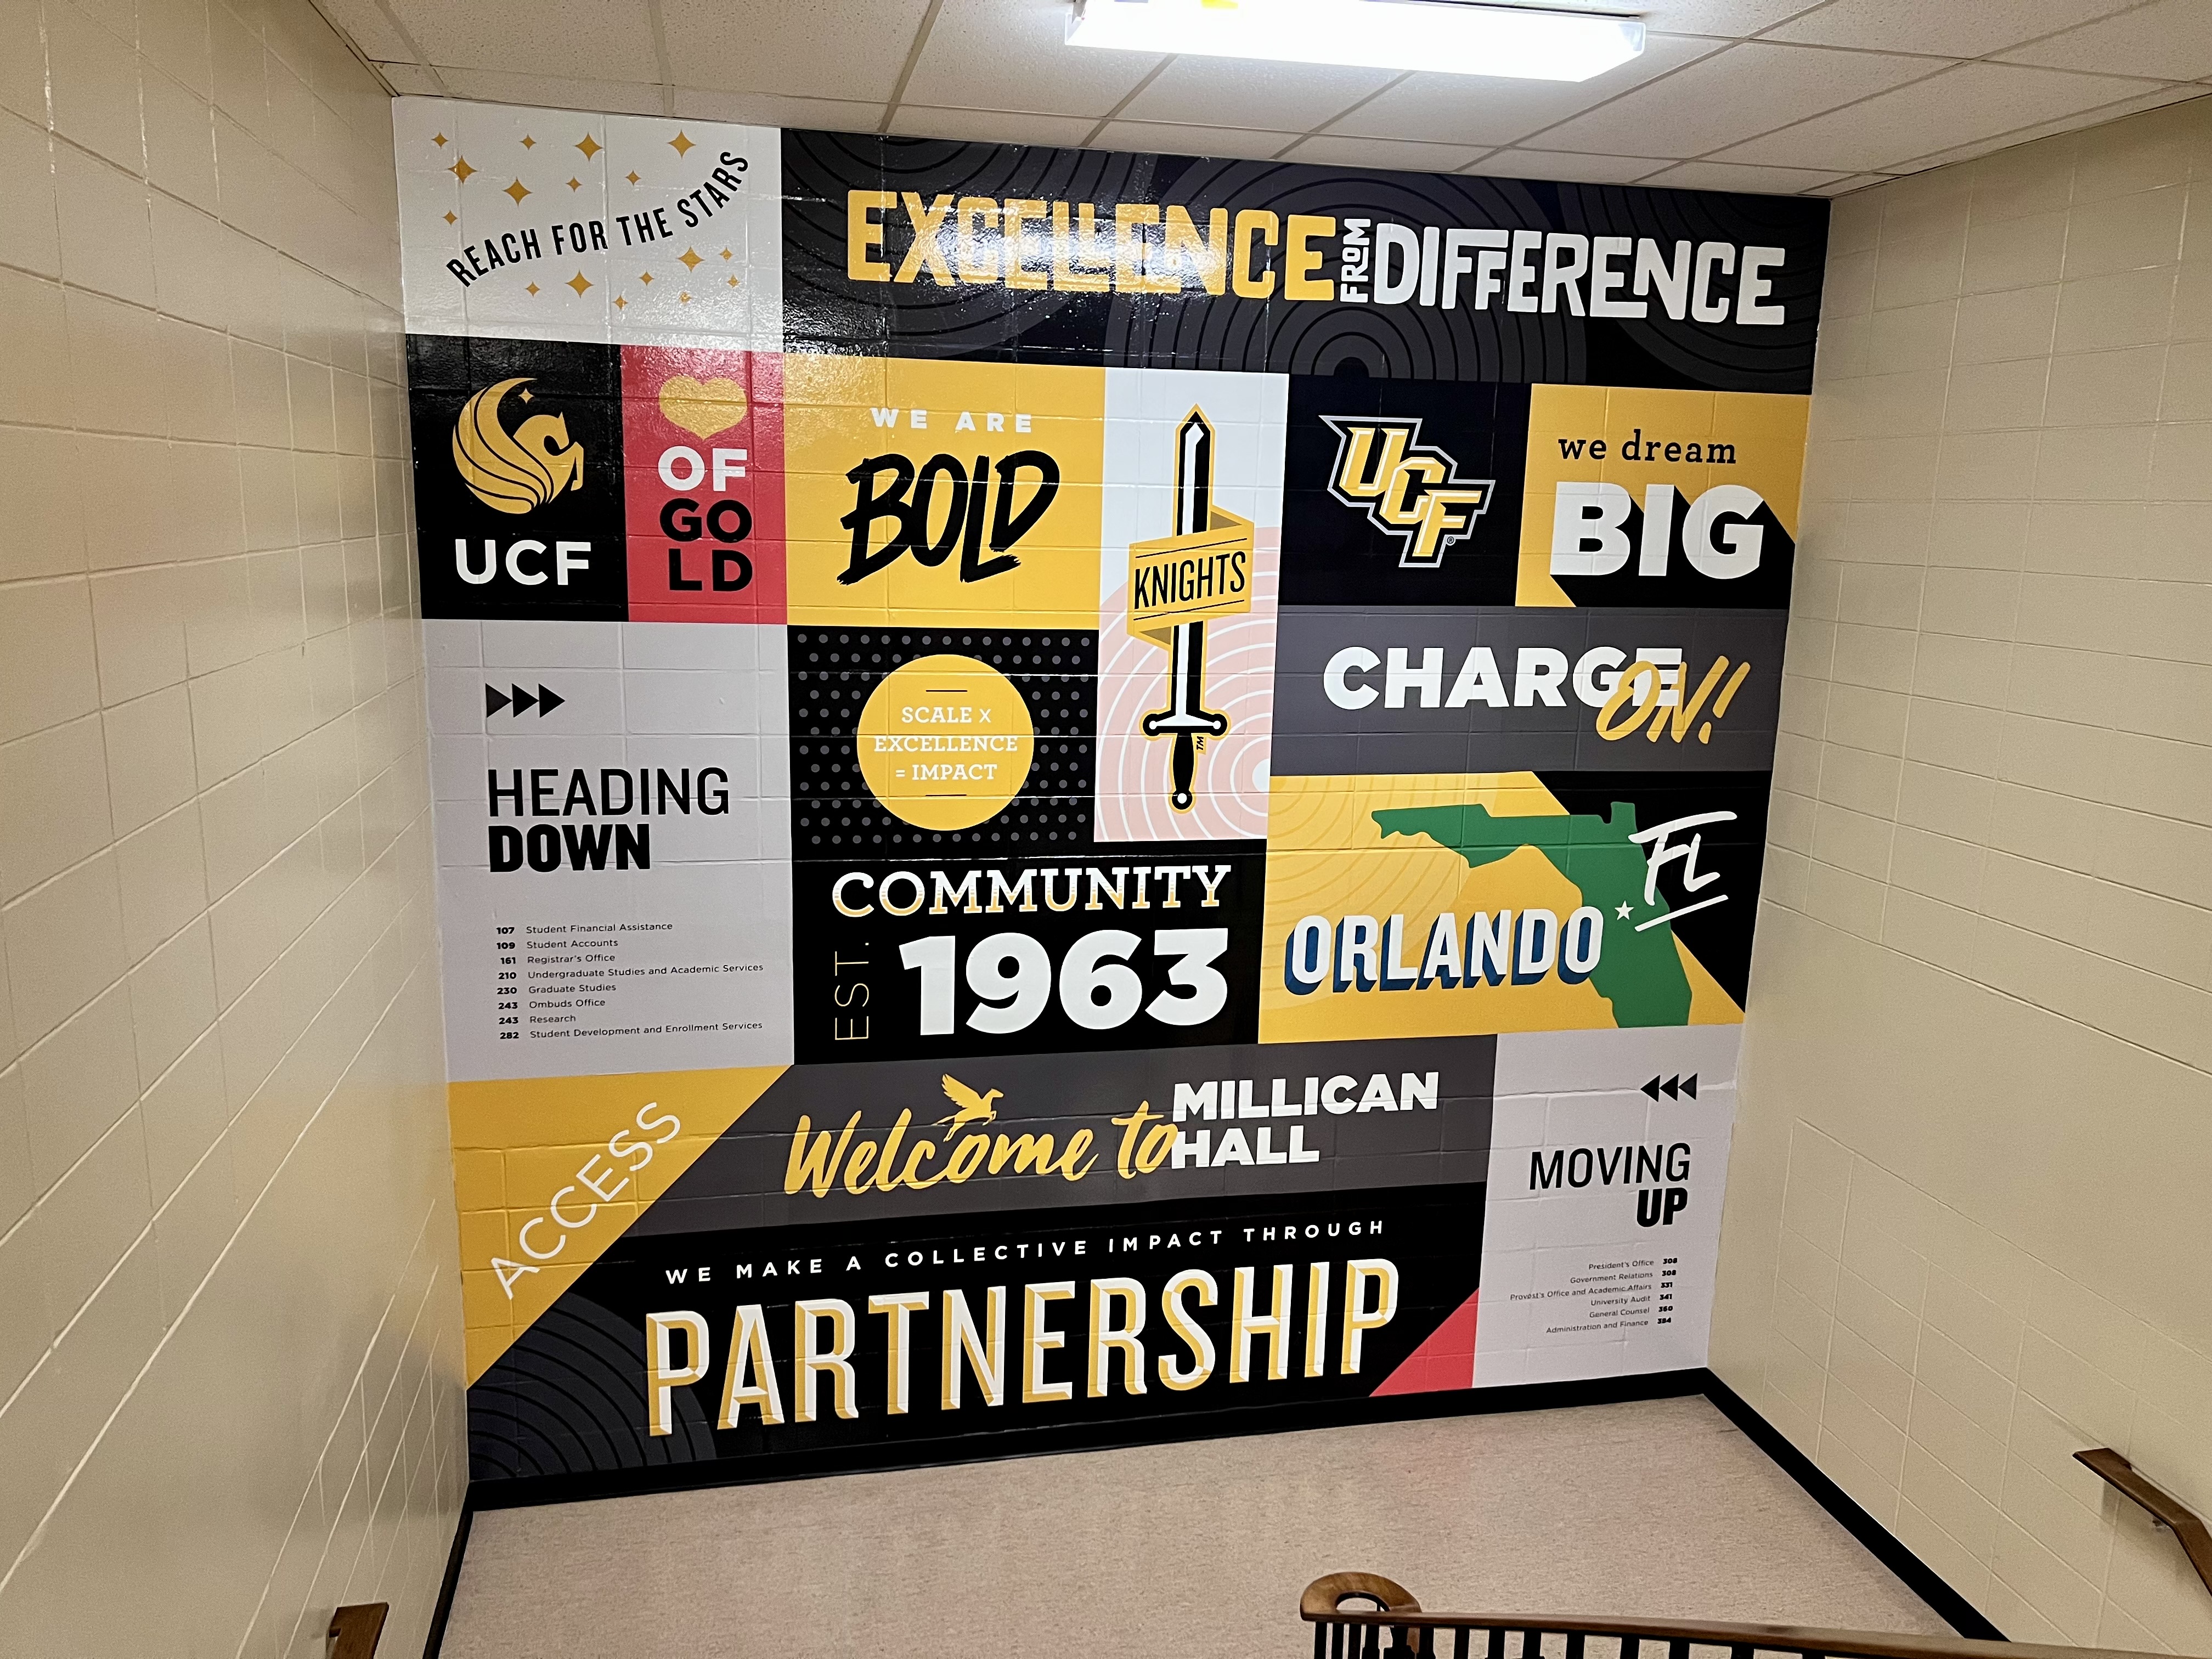 REACH FOR THE STARS
EXCELLENCE FROM DIFFERENCE
UCF
OF
GO
LD
WE ARE
BOLD
KNIGHTS
TM
UCF®
we dream
BIG
CHARGE
ON!
HEADING
DOWN
107 Student Financial Assistance
109 Student Accounts
161 Registrar's Office
210 Undergraduate Studies and Academic Services
230 Graduate Studies
243 Ombuds Office
243 Research
282 Student Development and Enrollment Services
SCALE X
EXCELLENCE
= IMPACT
COMMUNITY
EST. 1963
ORLANDO
FL
ACCESS
Welcome to MILLICAN
HALL
WE MAKE A COLLECTIVE IMPACT THROUGH
PARTNERSHIP
MOVING
UP
President's Office 308
Government Relations 308
Provost's Office and Academic Affairs 331
University Audit 341
General Counsel 360
Administration and Finance 384